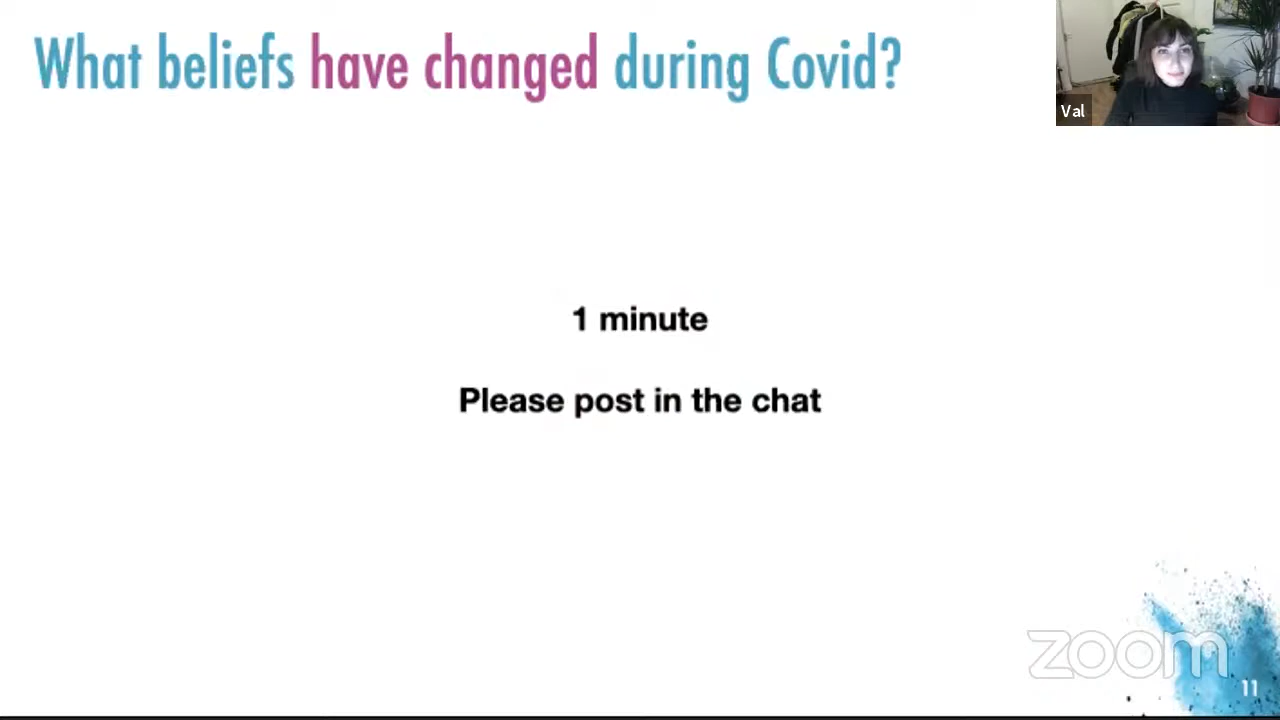 What beliefs have changed during Covid?
Val
1 minute
Please post in the chat
zoom
11